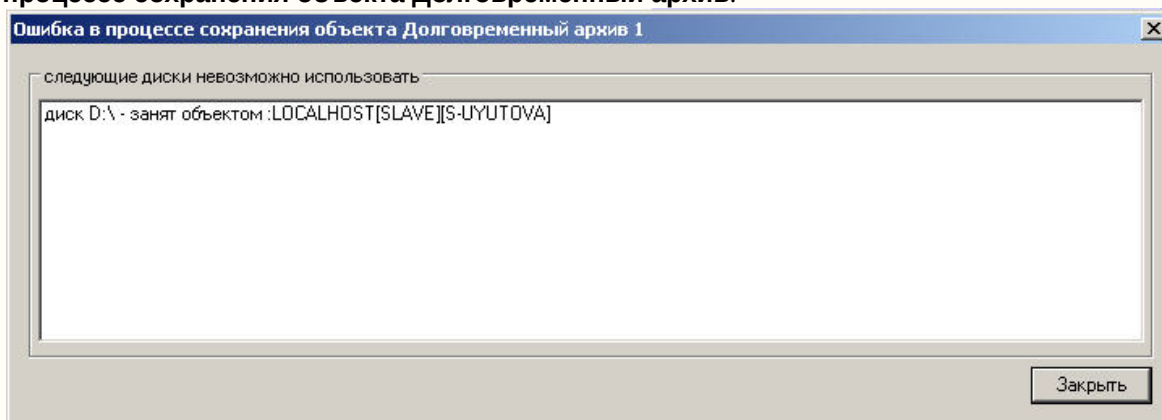 процессе сохранения объекта Долговременный архив.
Ошибка в процессе сохранения объекта Долговременный архив 1
следующие диски невозможно использовать
диск D:\ - занят объектом :LOCALHOST[SLAVE][S-UYUTOVA]
Закрыть